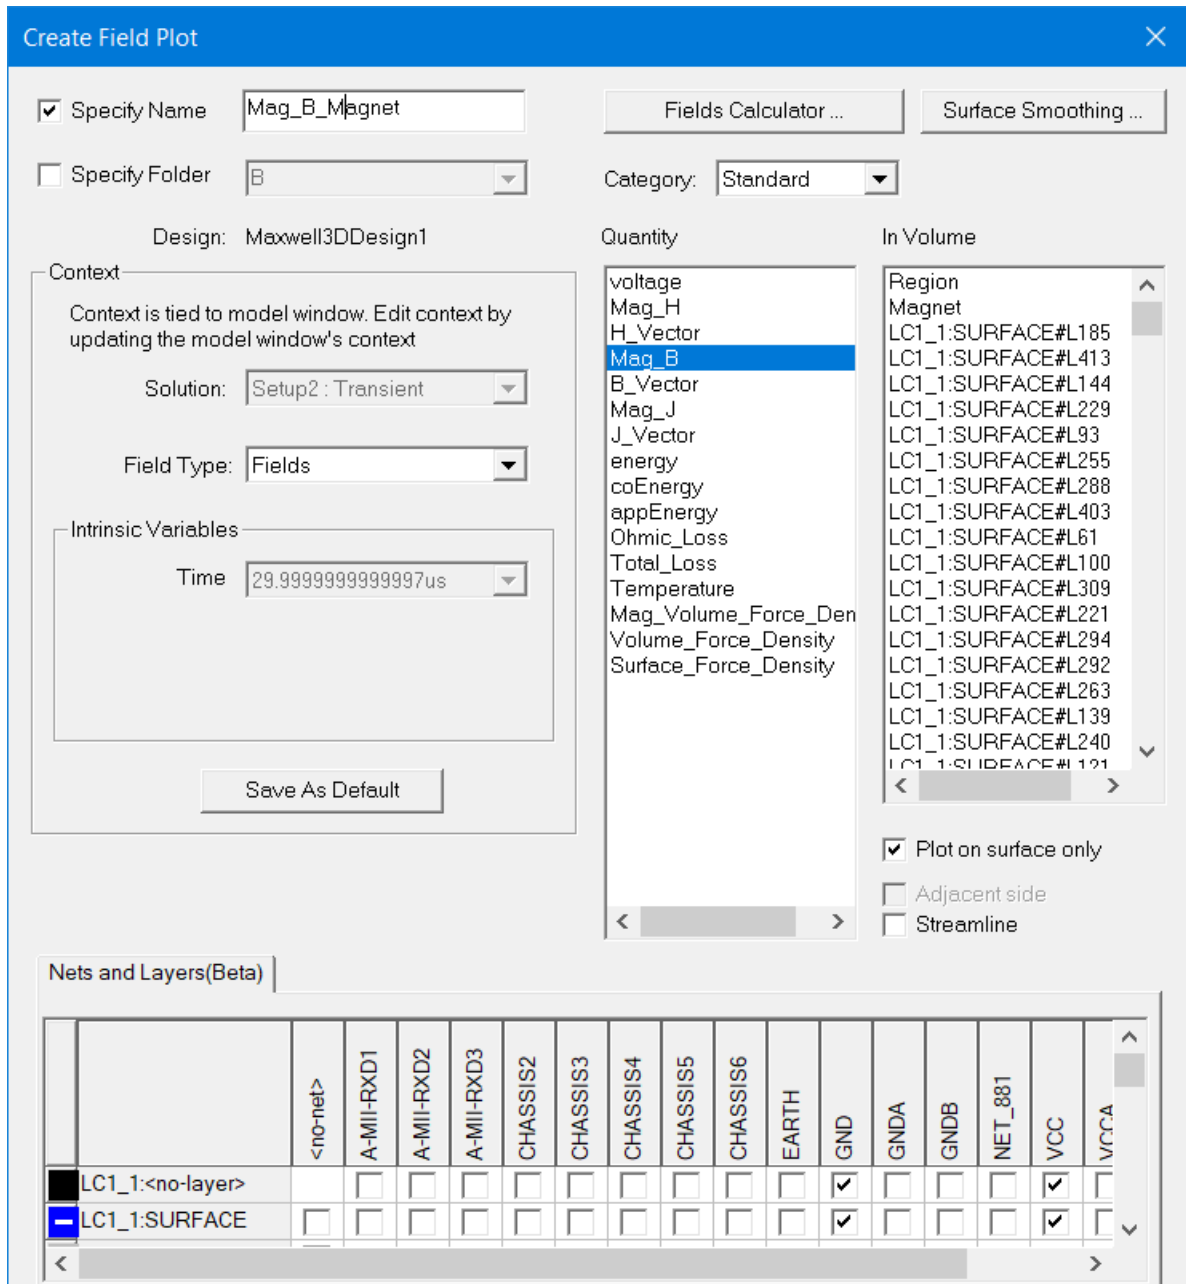 Create Field Plot
Specify Name
Mag_B_Magnet
Fields Calculator ...
Surface Smoothing ...
Specify Folder
B
Category:
Standard
Design:
Maxwell3DDesign1
Quantity
In Volume
Context
Context is tied to model window. Edit context by
updating the model window's context
Solution:
Setup2 : Transient
Field Type:
Fields
Intrinsic Variables
Time
29.9999999999997us
Save As Default
voltage
Mag_H
H_Vector
Mag_B
B_Vector
Mag_J
J_Vector
energy
coEnergy
appEnergy
Ohmic_Loss
Total_Loss
Temperature
Mag_Volume_Force_Den
Volume_Force_Density
Surface_Force_Density
Region
Magnet
LC1_1:SURFACE#L185
LC1_1:SURFACE#L413
LC1_1:SURFACE#L144
LC1_1:SURFACE#L229
LC1_1:SURFACE#L93
LC1_1:SURFACE#L255
LC1_1:SURFACE#L288
LC1_1:SURFACE#L403
LC1_1:SURFACE#L61
LC1_1:SURFACE#L100
LC1_1:SURFACE#L309
LC1_1:SURFACE#L221
LC1_1:SURFACE#L294
LC1_1:SURFACE#L292
LC1_1:SURFACE#L263
LC1_1:SURFACE#L139
LC1_1:SURFACE#L240
LC1_1:SURFACE#L121
Plot on surface only
Adjacent side
Streamline
Nets and Layers(Beta)
<no-net>
A-MII-RXD1
A-MII-RXD2
A-MII-RXD3
CHASSIS2
CHASSIS3
CHASSIS4
CHASSIS5
CHASSIS6
EARTH
GND
GNDA
GNDB
NET_881
VCC
VCCA
LC1_1:<no-layer>
LC1_1:SURFACE